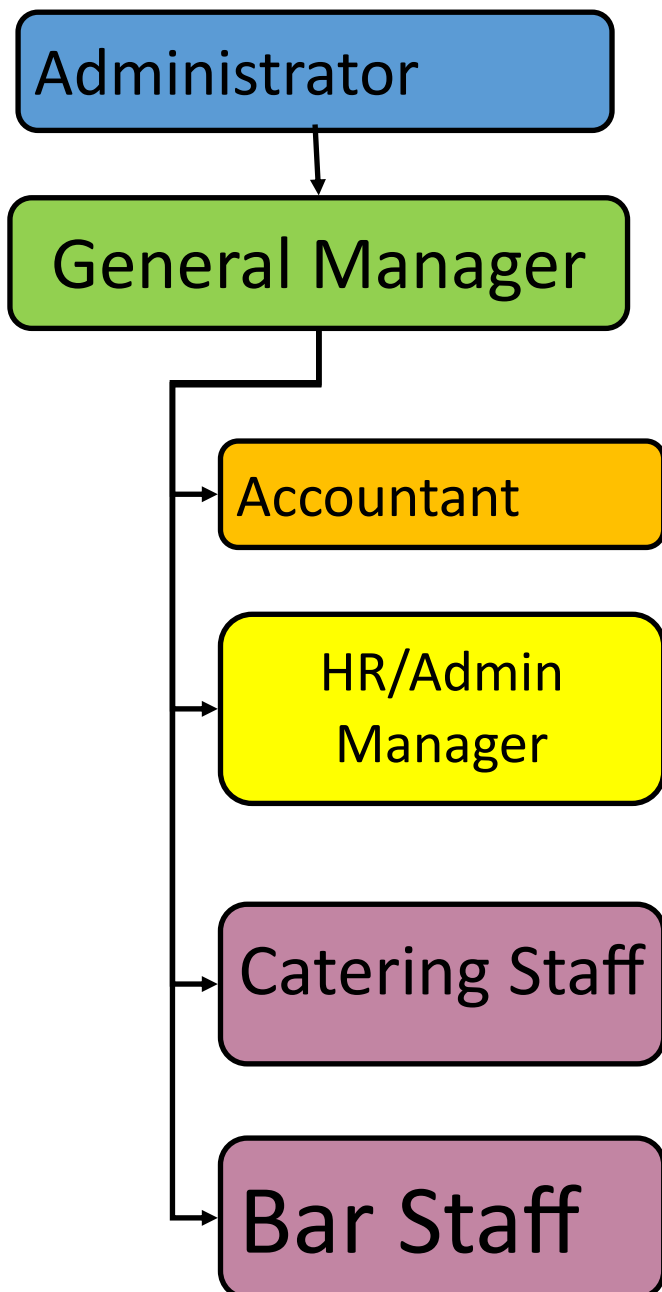 Administrator
General Manager
Accountant
HR/Admin
Manager
Catering Staff
Bar Staff